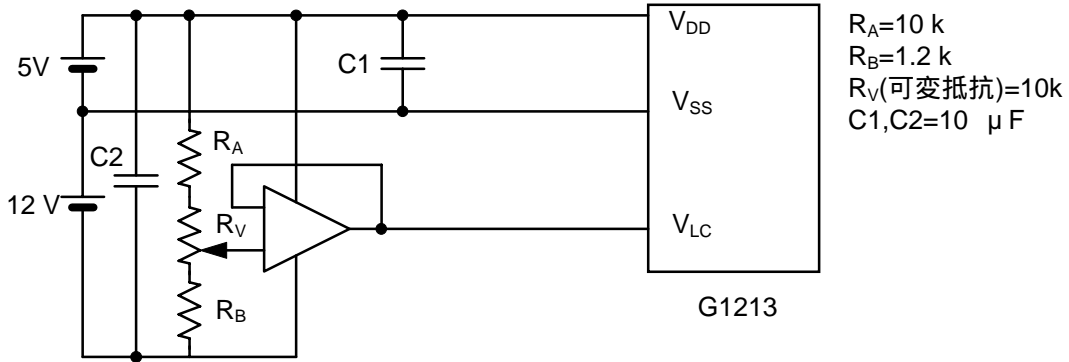 V_DD
R_A=10 k
R_B=1.2 k
5V
C1
R_V(可変抵抗)=10k
V_SS
C1,C2=10 μF
R_A
C2
12 V
R_V
V_LC
R_B
G1213